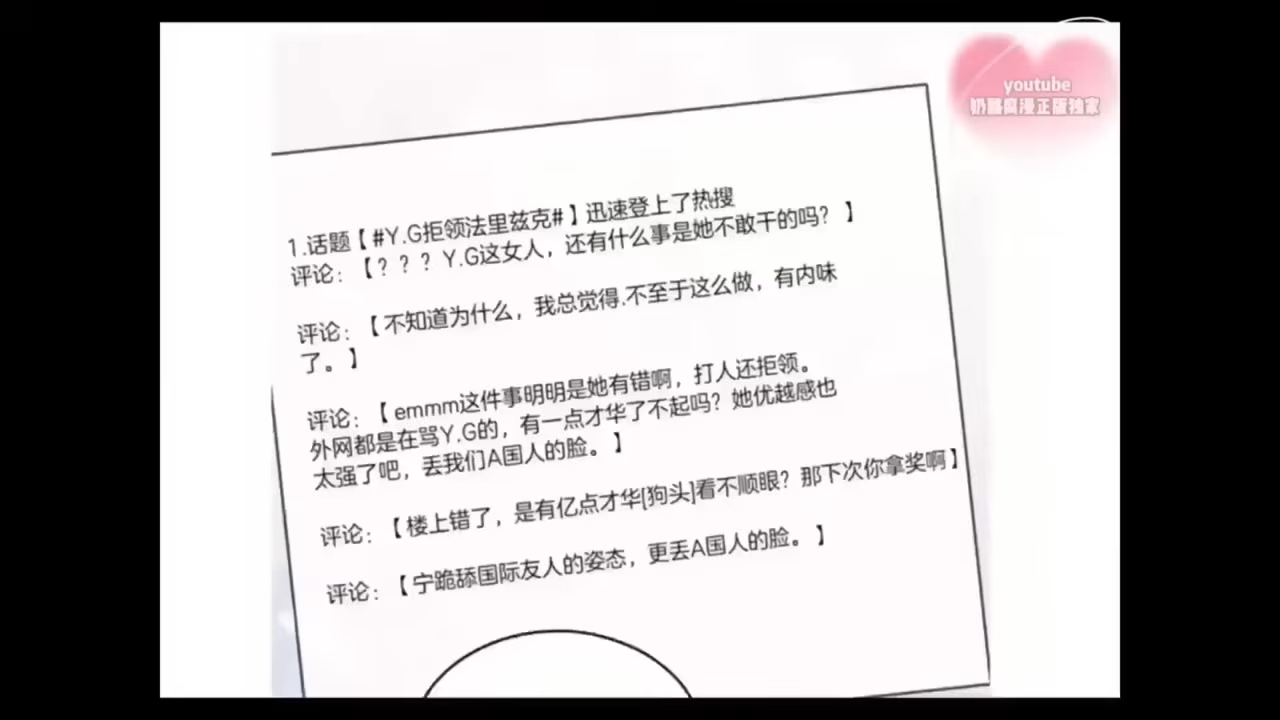 youtube
奶酪窝漫正版独家
1.话题【#Y.G拒领法里兹克#】迅速登上了热搜
评论：【？？？Y.G这女人，还有什么事是她不敢干的吗？】
评论：【不知道为什么，我总觉得.不至于这么做，有内味
了。】
评论：【emmm这件事明明是她有错啊，打人还拒领。
外网都是在骂Y.G的，有一点才华了不起吗？她优越感也
太强了吧，丢我们A国人的脸。】
评论：【楼上错了，是有亿点才华[狗头]看不顺眼？那下次你拿奖啊】
评论：【宁跪舔国际友人的姿态，更丢A国人的脸。】